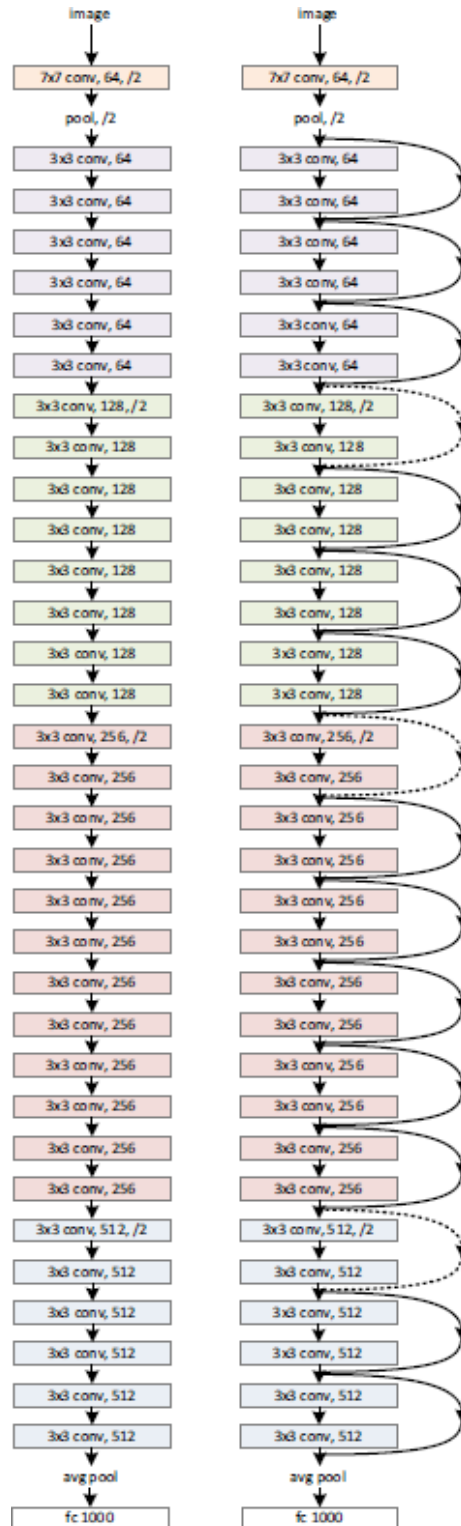 image
7x7 conv, 64, /2
pool, /2
3x3 conv, 64
3x3 conv, 64
3x3 conv, 64
3x3 conv, 64
3x3 conv, 64
3x3 conv, 64
3x3 conv, 128, /2
3x3 conv, 128
3x3 conv, 128
3x3 conv, 128
3x3 conv, 128
3x3 conv, 128
3x3 conv, 128
3x3 conv, 128
3x3 conv, 256, /2
3x3 conv, 256
3x3 conv, 256
3x3 conv, 256
3x3 conv, 256
3x3 conv, 256
3x3 conv, 256
3x3 conv, 256
3x3 conv, 256
3x3 conv, 256
3x3 conv, 256
3x3 conv, 256
3x3 conv, 512, /2
3x3 conv, 512
3x3 conv, 512
3x3 conv, 512
3x3 conv, 512
3x3 conv, 512
avg pool
fc 1000
image
7x7 conv, 64, /2
pool, /2
3x3 conv, 64
3x3 conv, 64
3x3 conv, 64
3x3 conv, 64
3x3 conv, 64
3x3 conv, 64
3x3 conv, 128, /2
3x3 conv, 128
3x3 conv, 128
3x3 conv, 128
3x3 conv, 128
3x3 conv, 128
3x3 conv, 128
3x3 conv, 128
3x3 conv, 256, /2
3x3 conv, 256
3x3 conv, 256
3x3 conv, 256
3x3 conv, 256
3x3 conv, 256
3x3 conv, 256
3x3 conv, 256
3x3 conv, 256
3x3 conv, 256
3x3 conv, 256
3x3 conv, 256
3x3 conv, 512, /2
3x3 conv, 512
3x3 conv, 512
3x3 conv, 512
3x3 conv, 512
3x3 conv, 512
avg pool
fc 1000